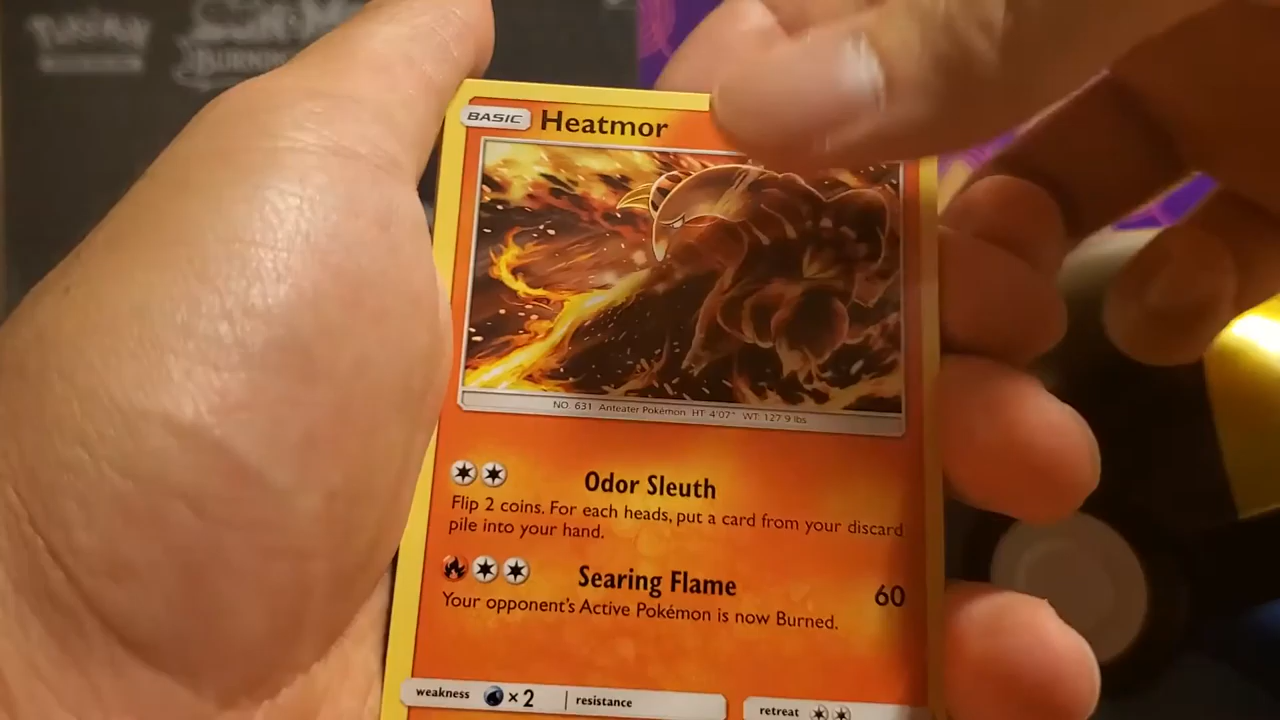 POKÉMON
BURNING
BASIC Heatmor
NO. 631 Anteater Pokémon HT: 4'07" WT: 127.9 lbs
Odor Sleuth
Flip 2 coins. For each heads, put a card from your discard
pile into your hand.
Searing Flame 60
Your opponent's Active Pokémon is now Burned.
weakness ×2 resistance
retreat